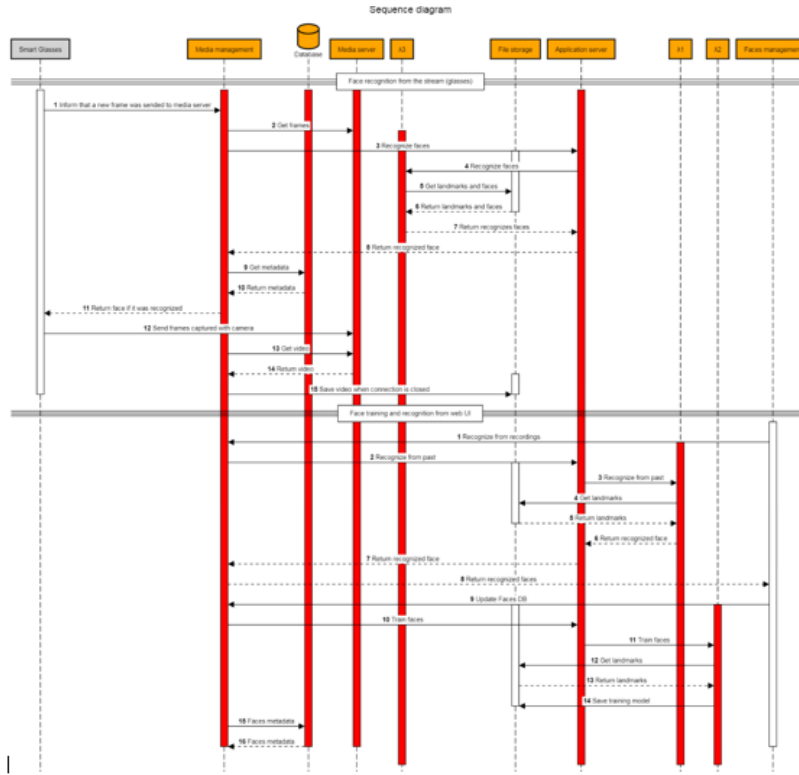 Sequence diagram
Smart Glasses
Media management
Database
Media server
λ3
File storage
Application server
λ1
λ2
Faces management
Face recognition from the stream (glasses)
1 Inform that a new frame was sended to media server
2 Get frames
3 Recognize faces
4 Recognize faces
5 Get landmarks and faces
6 Return landmarks and faces
7 Return recognizes faces
8 Return recognized face
9 Get metadata
10 Return metadata
11 Return face if it was recognized
12 Send frames captured with camera
13 Get video
14 Return video
15 Save video when connection is closed
Face training and recognition from web UI
1 Recognize from recordings
2 Recognize from past
3 Recognize from past
4 Get landmarks
5 Return landmarks
6 Return recognized face
7 Return recognized face
8 Return recognized faces
9 Update Faces DB
10 Train faces
11 Train faces
12 Get landmarks
13 Return landmarks
14 Save training model
15 Faces metadata
16 Faces metadata